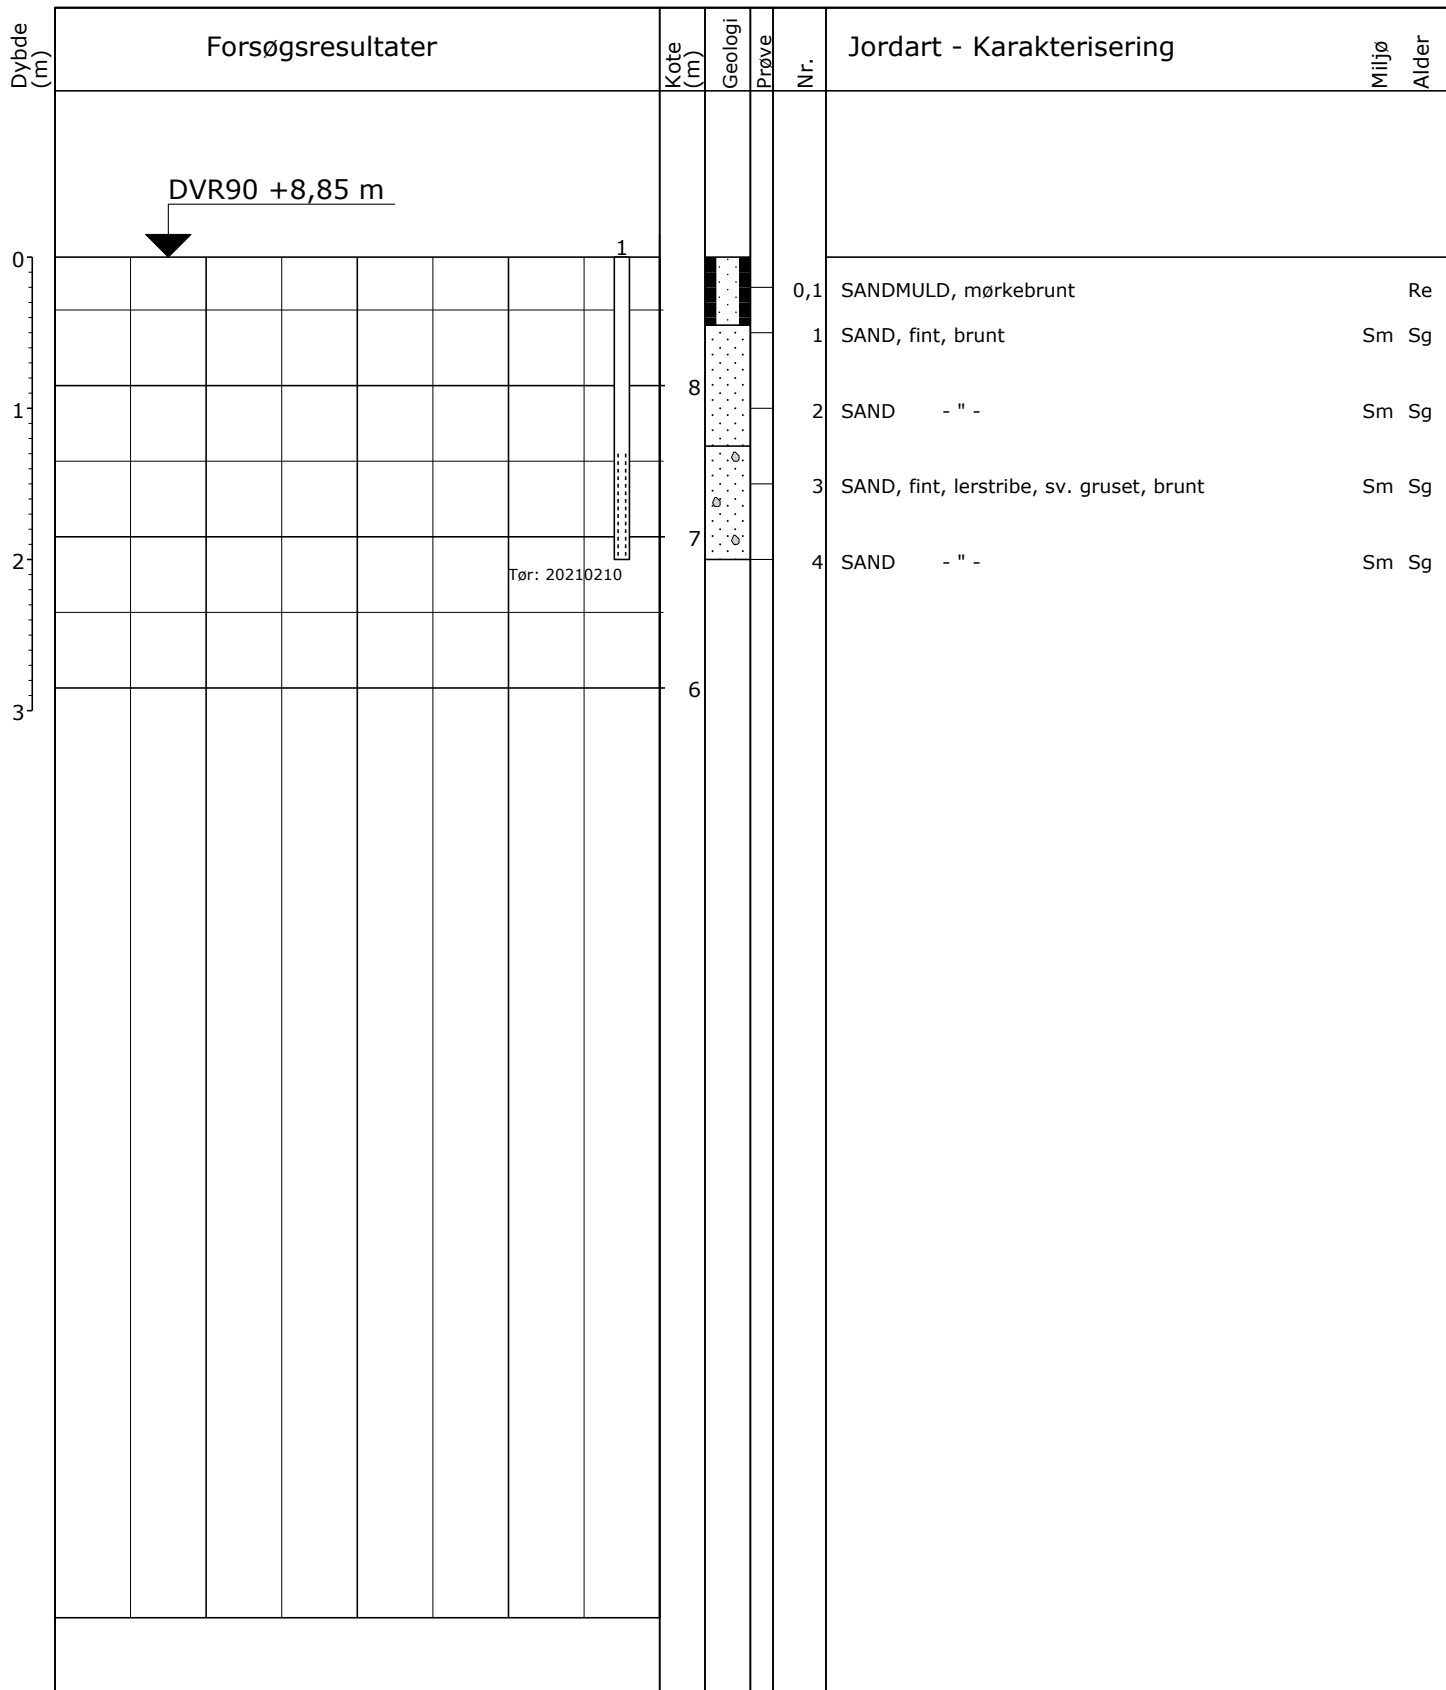 Dybde (m)
Forsøgsresultater
Kote (m)
Geologi
Prøve
Nr.
Jordart - Karakterisering
Miljø
Alder
DVR90 +8,85 m
1
0
0,1 SANDMULD, mørkebrunt Re
1 SAND, fint, brunt Sm Sg
8
1
2 SAND - " - Sm Sg
3 SAND, fint, lerstribe, sv. gruset, brunt Sm Sg
7
2
4 SAND - " - Sm Sg
Tør: 20210210
6
3